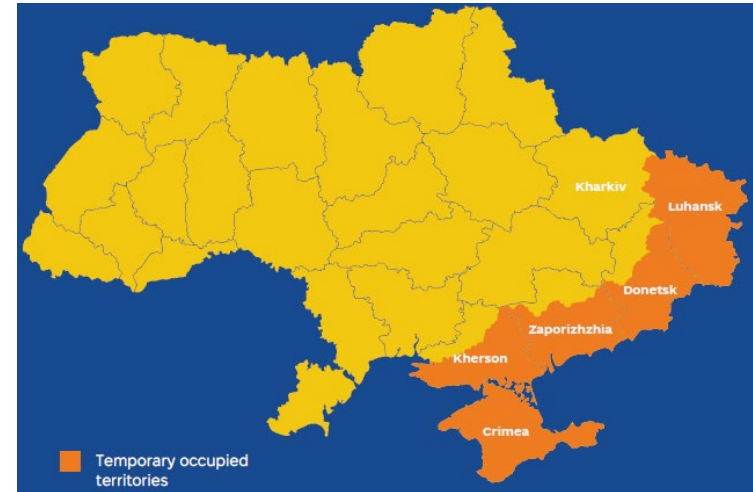 Kharkiv
Luhansk
Donetsk
Zaporizhzhia
Kherson
Crimea
Temporary occupied
territories